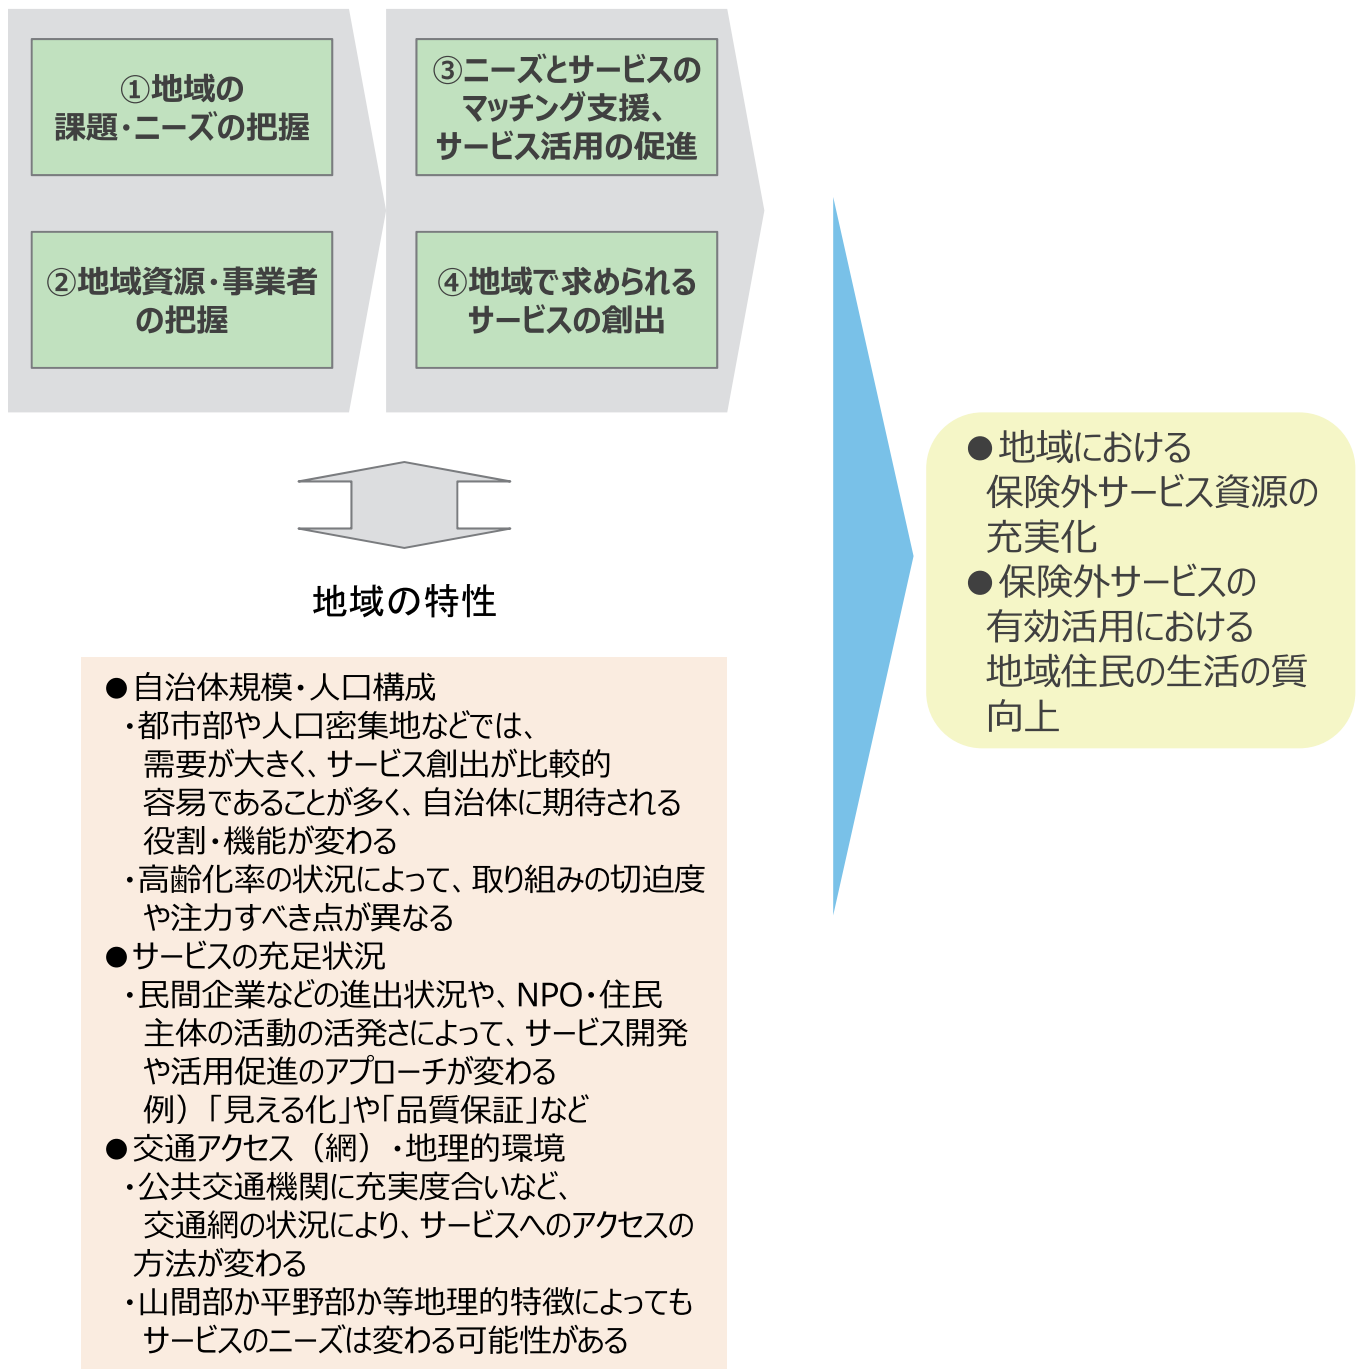 ①地域の
課題・ニーズの把握
②地域資源・事業者
の把握
③ニーズとサービスの
マッチング支援、
サービス活用の促進
④地域で求められる
サービスの創出
地域の特性
●自治体規模・人口構成
・都市部や人口密集地などでは、
需要が大きく、サービス創出が比較的
容易であることが多く、自治体に期待される
役割・機能が変わる
・高齢化率の状況によって、取り組みの切迫度
や注力すべき点が異なる
●サービスの充足状況
・民間企業などの進出状況や、NPO・住民
主体の活動の活発さによって、サービス開発
や活用促進のアプローチが変わる
例）「見える化」や「品質保証」など
●交通アクセス（網）・地理的環境
・公共交通機関に充実度合いなど、
交通網の状況により、サービスへのアクセスの
方法が変わる
・山間部か平野部か等地理的特徴によっても
サービスのニーズは変わる可能性がある
●地域における
保険外サービス資源の
充実化
●保険外サービスの
有効活用における
地域住民の生活の質
向上